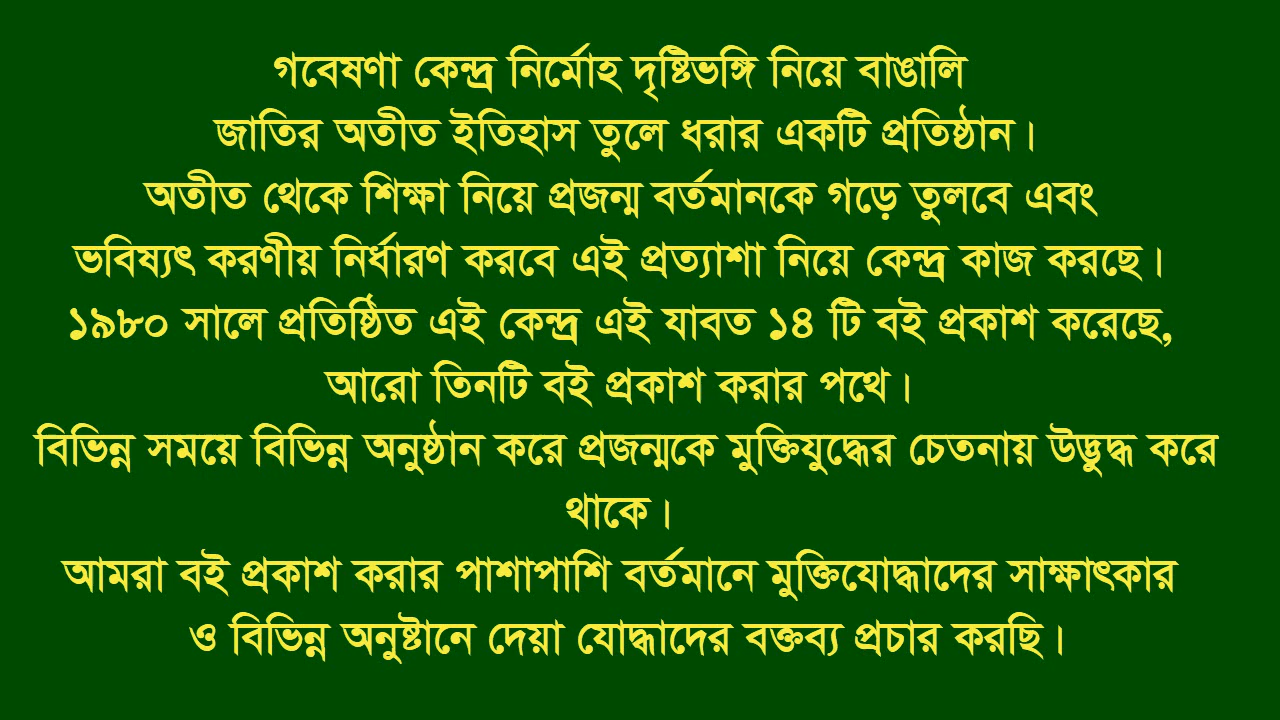 গবেষণা কেন্দ্র নির্মোহ দৃষ্টিভঙ্গি নিয়ে বাঙালি
জাতির অতীত ইতিহাস তুলে ধরার একটি প্রতিষ্ঠান।
অতীত থেকে শিক্ষা নিয়ে প্রজন্ম বর্তমানকে গড়ে তুলবে এবং
ভবিষ্যৎ করণীয় নির্ধারণ করবে এই প্রত্যাশা নিয়ে কেন্দ্র কাজ করছে।
১৯৮০ সালে প্রতিষ্ঠিত এই কেন্দ্র এই যাবত ১৪ টি বই প্রকাশ করেছে,
আরো তিনটি বই প্রকাশ করার পথে।
বিভিন্ন সময়ে বিভিন্ন অনুষ্ঠান করে প্রজন্মকে মুক্তিযুদ্ধের চেতনায় উদ্ভুদ্ধ করে
থাকে।
আমরা বই প্রকাশ করার পাশাপাশি বর্তমানে মুক্তিযোদ্ধাদের সাক্ষাৎকার
ও বিভিন্ন অনুষ্টানে দেয়া যোদ্ধাদের বক্তব্য প্রচার করছি।